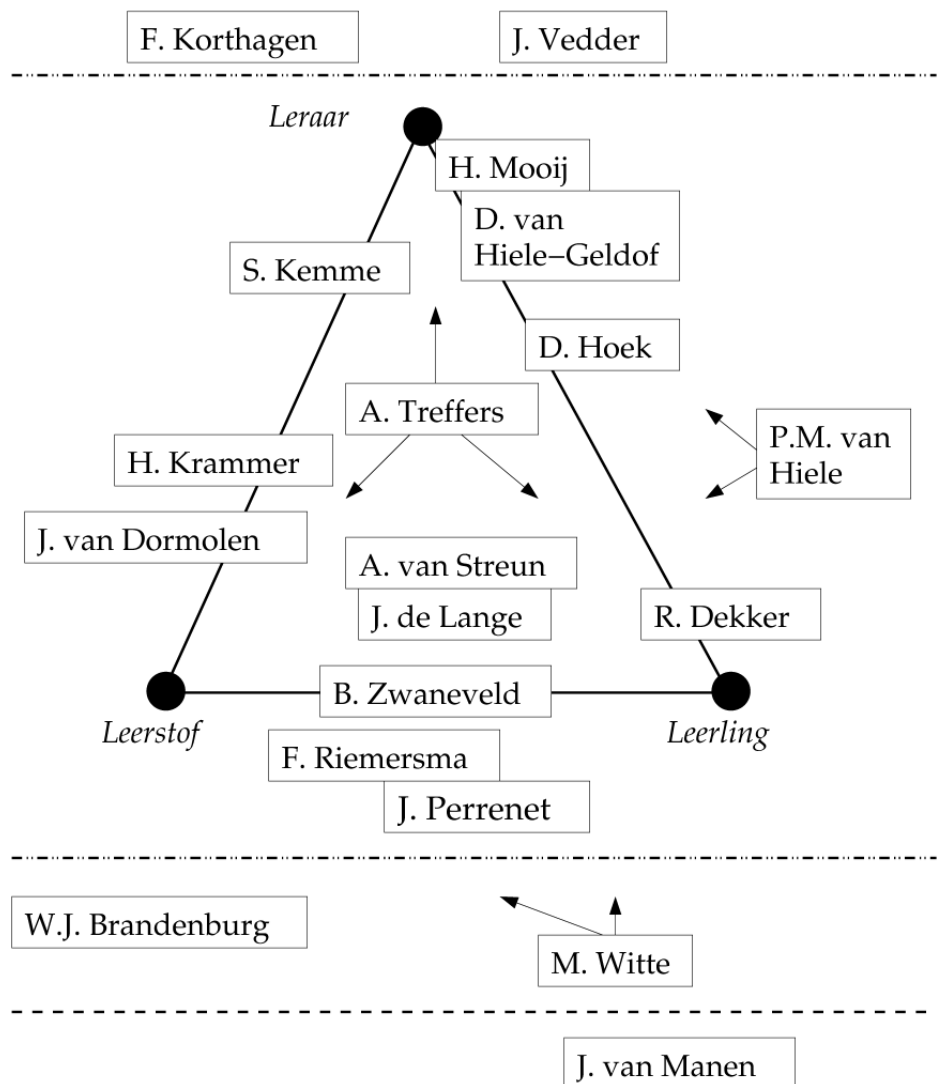 F. Korthagen
J. Vedder
Leraar
H. Mooij
D. van
Hiele–Geldof
S. Kemme
D. Hoek
A. Treffers
P.M. van
Hiele
H. Krammer
J. van Dormolen
A. van Streun
J. de Lange
R. Dekker
B. Zwaneveld
Leerstof
Leerling
F. Riemersma
J. Perrenet
W.J. Brandenburg
M. Witte
J. van Manen